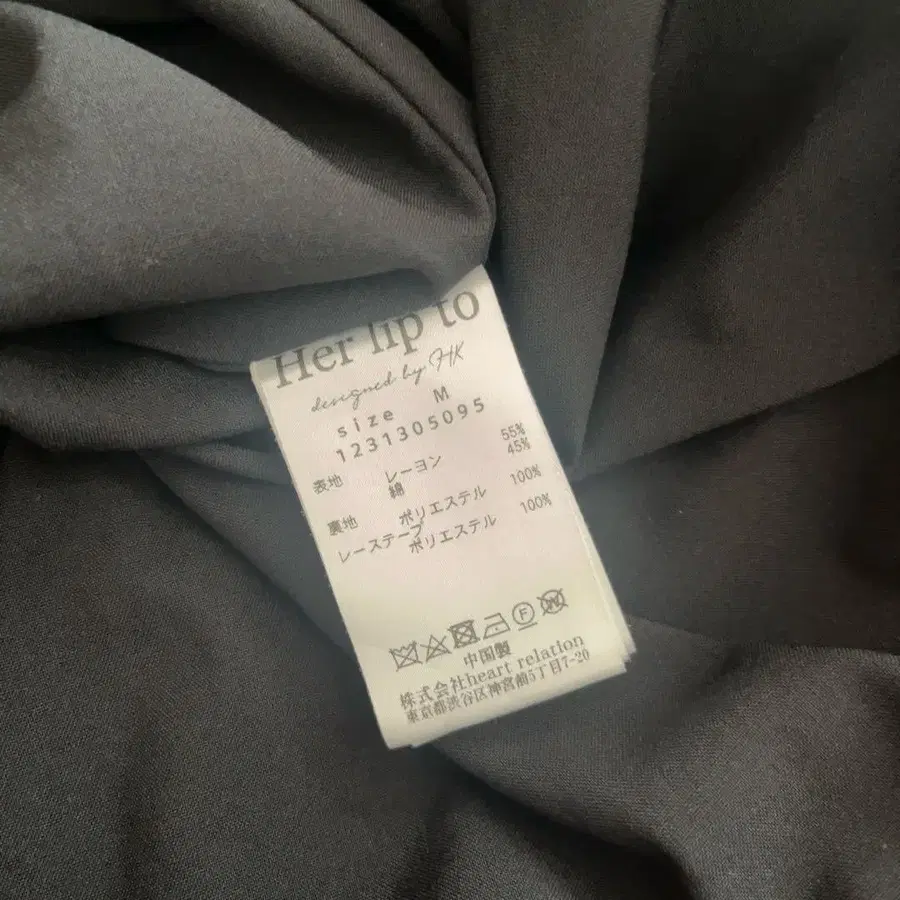 Her lip to
designed by HK
size M
1231305095
表地 レーヨン 55%
綿 45%
裏地 ポリエステル 100%
レーステープ
ポリエステル 100%
F W
中国製
株式会社heart relation
東京都渋谷区神宮前5丁目7-20